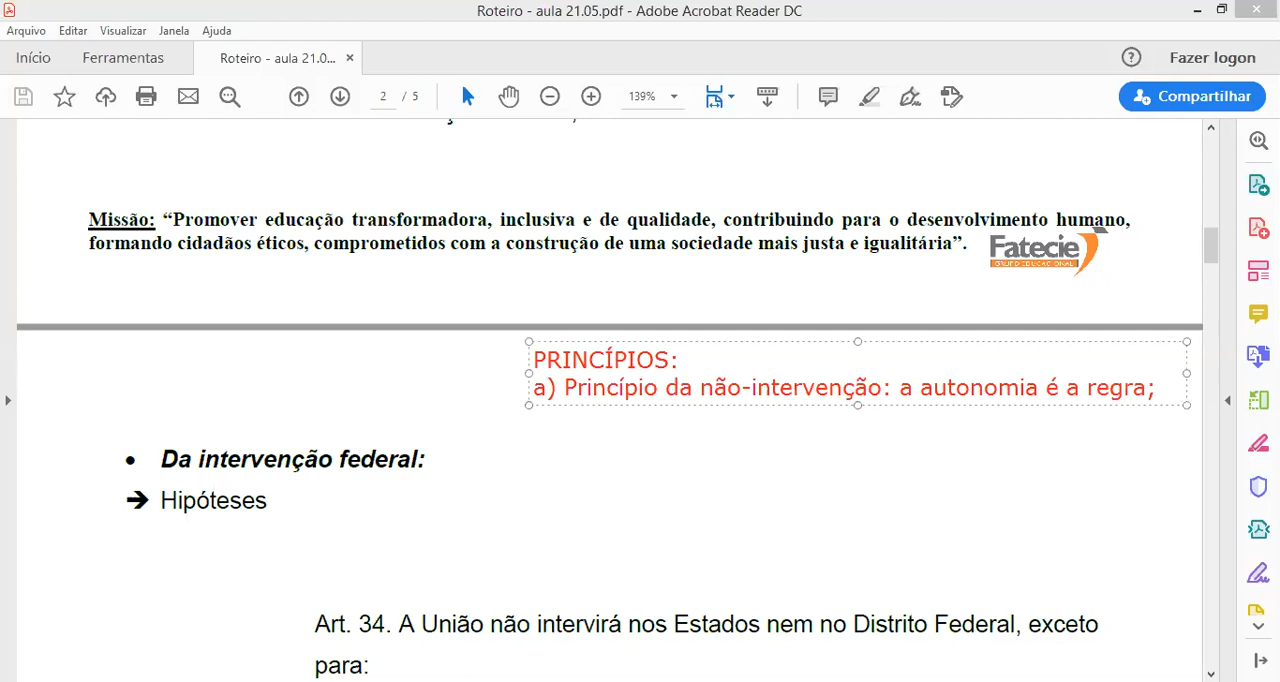 Roteiro - aula 21.05.pdf - Adobe Acrobat Reader DC
Arquivo Editar Visualizar Janela Ajuda
Início Ferramentas Roteiro - aula 21.0... × Fazer logon
2 / 5 139% Compartilhar
Missão: “Promover educação transformadora, inclusiva e de qualidade, contribuindo para o desenvolvimento humano,
formando cidadãos éticos, comprometidos com a construção de uma sociedade mais justa e igualitária”.
Fatecie
GRUPO EDUCACIONAL
PRINCÍPIOS:
a) Princípio da não-intervenção: a autonomia é a regra;
• Da intervenção federal:
➔ Hipóteses
Art. 34. A União não intervirá nos Estados nem no Distrito Federal, exceto
para: